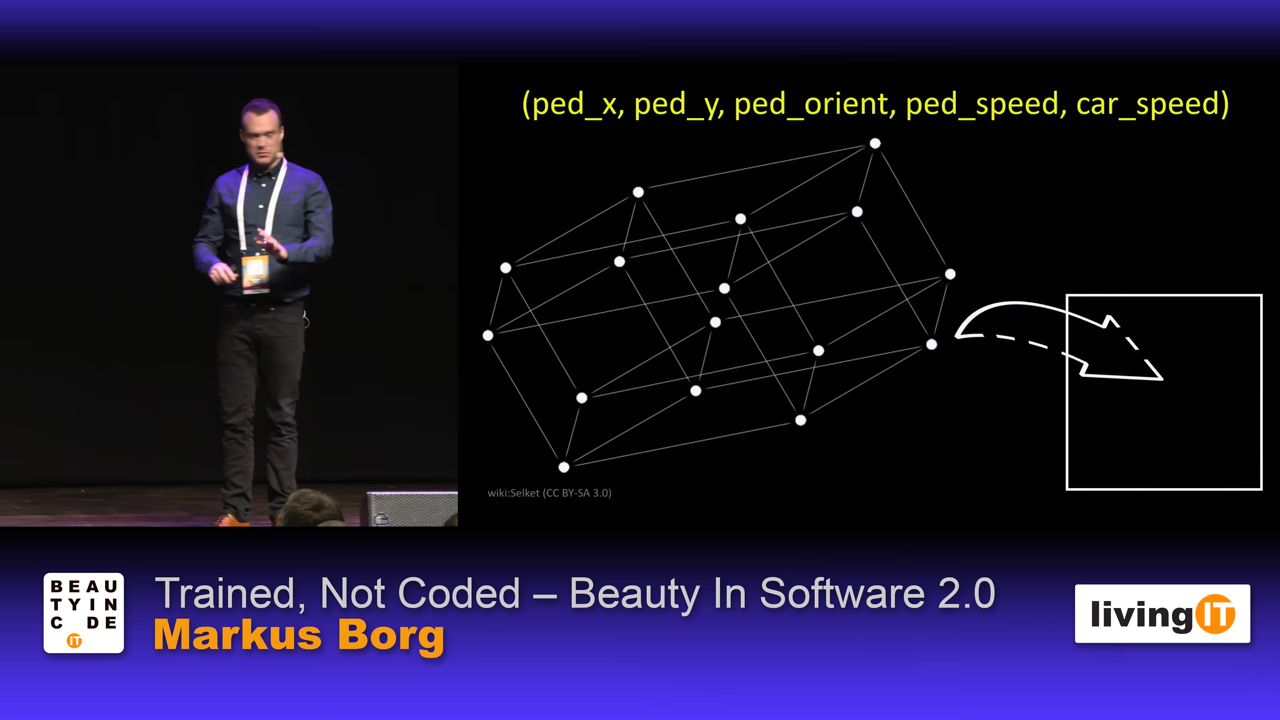 (ped_x, ped_y, ped_orient, ped_speed, car_speed)
wiki:Selket (CC BY-SA 3.0)
BEAU
TYIN
C DE
IT
Trained, Not Coded – Beauty In Software 2.0
Markus Borg
livingIT